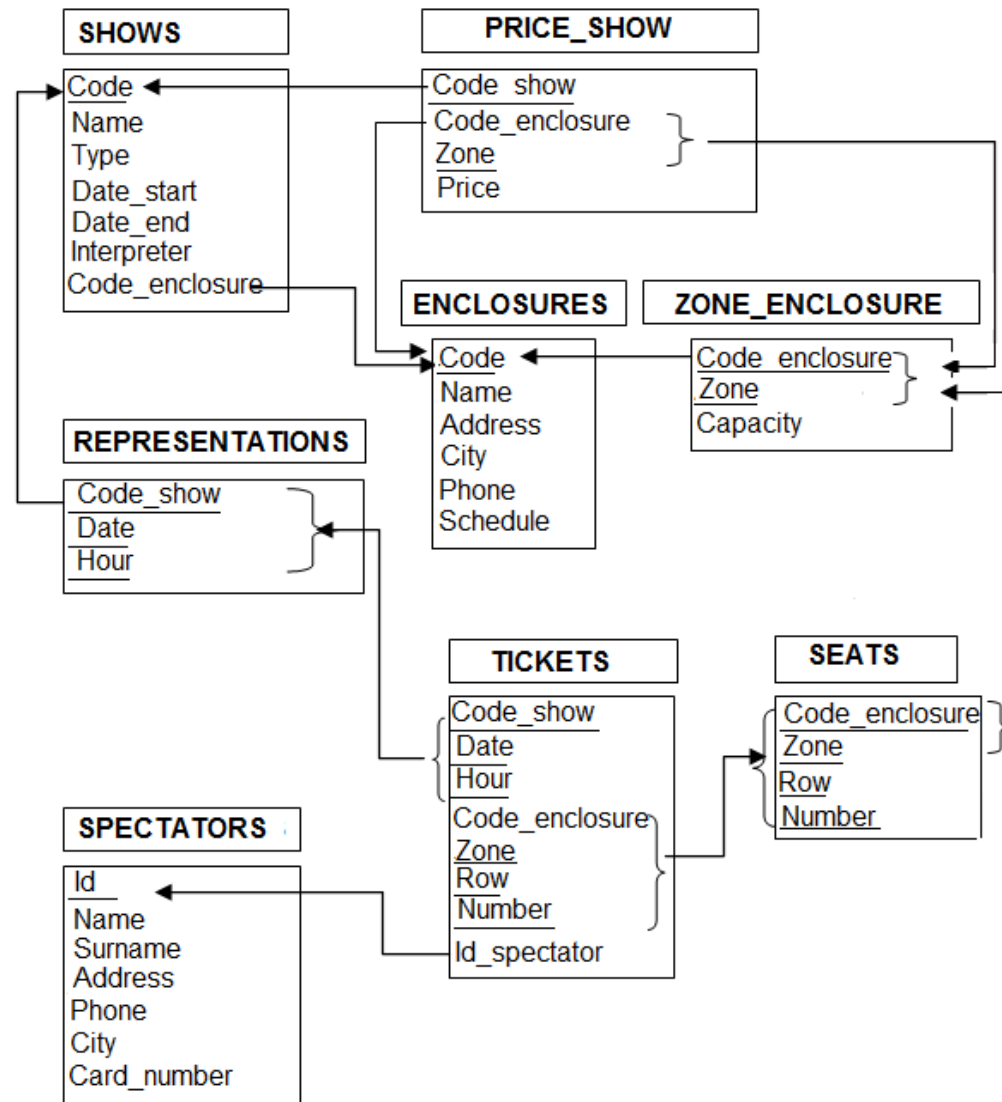 SHOWS
Code
Name
Type
Date_start
Date_end
Interpreter
Code_enclosure
PRICE_SHOW
Code_show
Code_enclosure
Zone
Price
ENCLOSURES
Code
Name
Address
City
Phone
Schedule
ZONE_ENCLOSURE
Code_enclosure
Zone
Capacity
REPRESENTATIONS
Code_show
Date
Hour
TICKETS
Code_show
Date
Hour
Code_enclosure
Zone
Row
Number
Id_spectator
SEATS
Code_enclosure
Zone
Row
Number
SPECTATORS
Id
Name
Surname
Address
Phone
City
Card_number